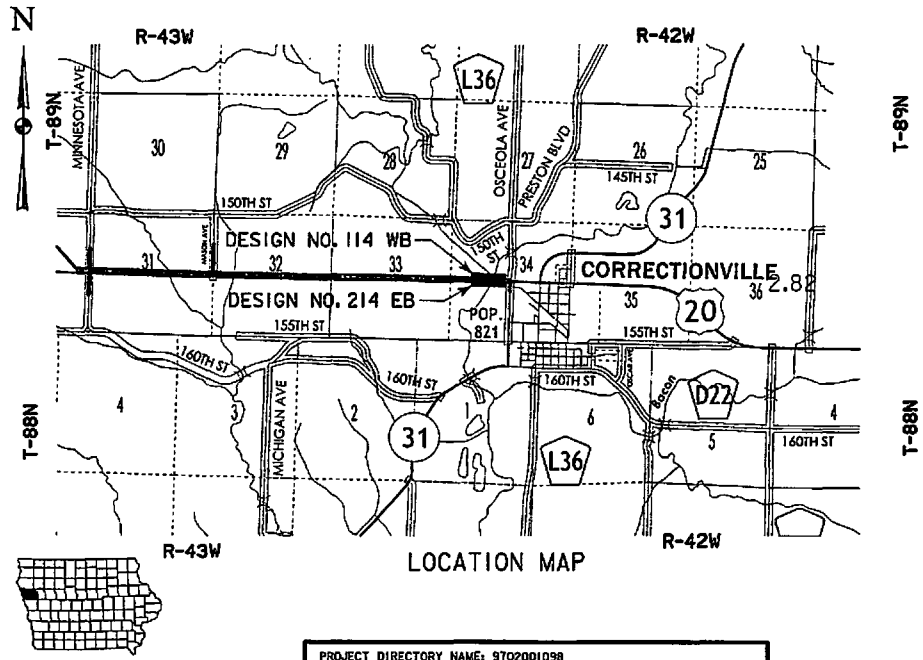 N
R-43W
R-42W
T-89N
T-89N
MINNESOTA AVE
L36
OSCEOLA AVE
PRESTON BLVD
30
29
28
27
26
25
145TH ST
150TH ST
150TH ST
31
MASON AVE
DESIGN NO. 114 WB
31
32
33
34
CORRECTIONVILLE
35
36
2.82
DESIGN NO. 214 EB
POP.
821
20
155TH ST
155TH ST
160TH ST
160TH ST
160TH ST
Bacon
D22
T-88N
T-88N
4
3
2
1
6
5
4
MICHIGAN AVE
31
L36
160TH ST
R-43W
R-42W
LOCATION MAP
PROJECT DIRECTORY NAME: 9702001098